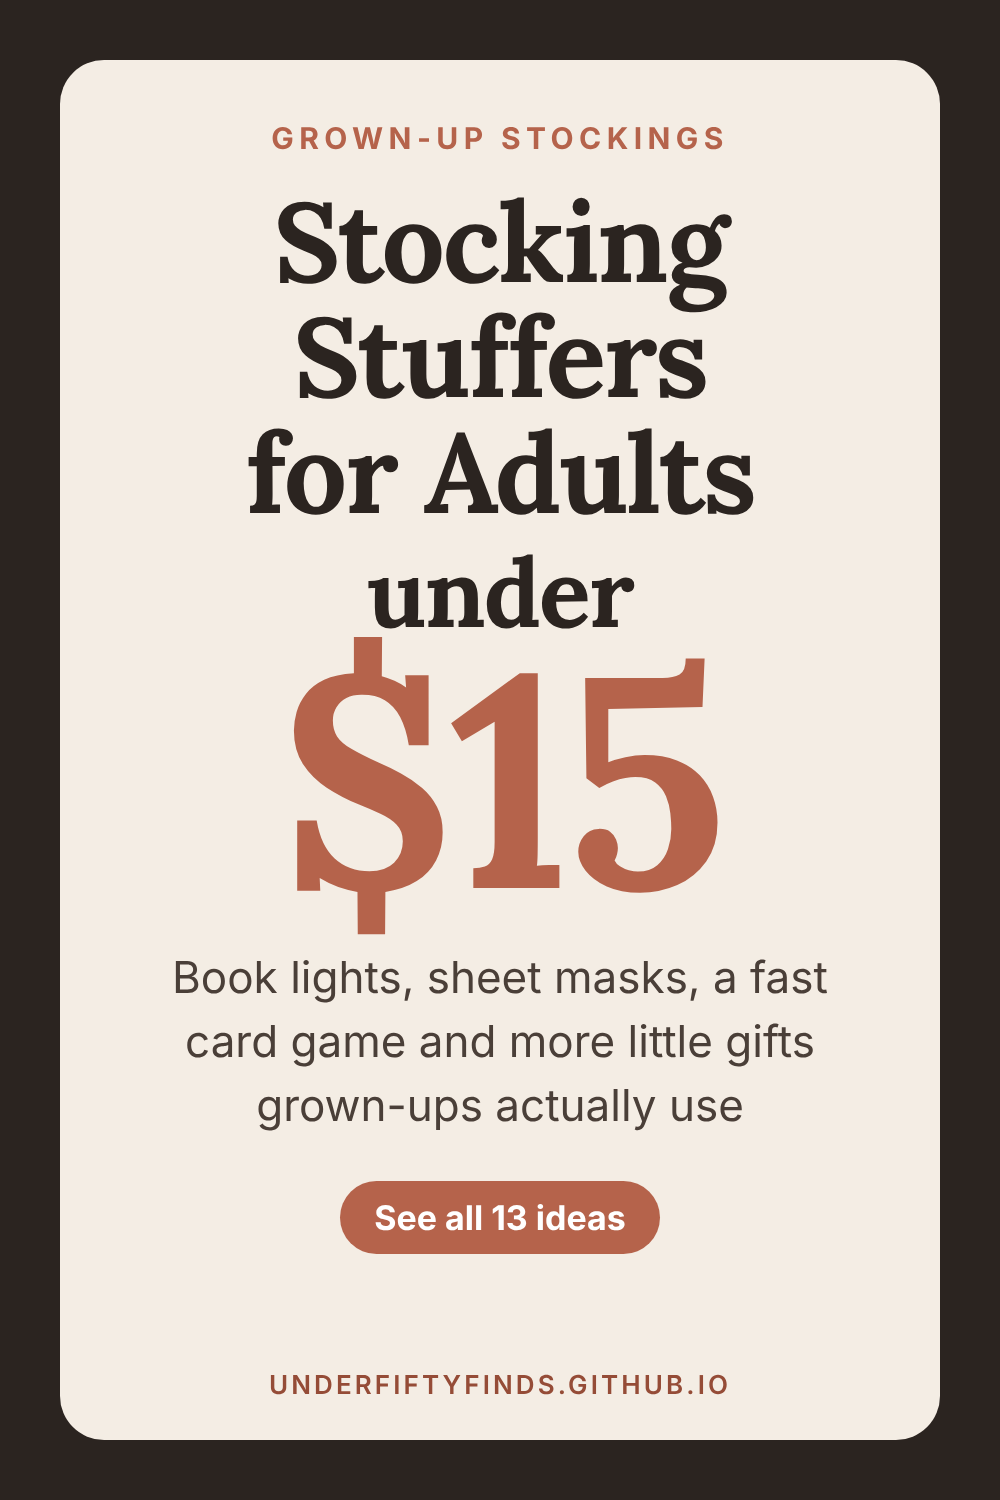 GROWN-UP STOCKINGS
Stocking
Stuffers
for Adults
under
$15
Book lights, sheet masks, a fast
card game and more little gifts
grown-ups actually use
See all 13 ideas
UNDERFIFTYFINDS.GITHUB.IO